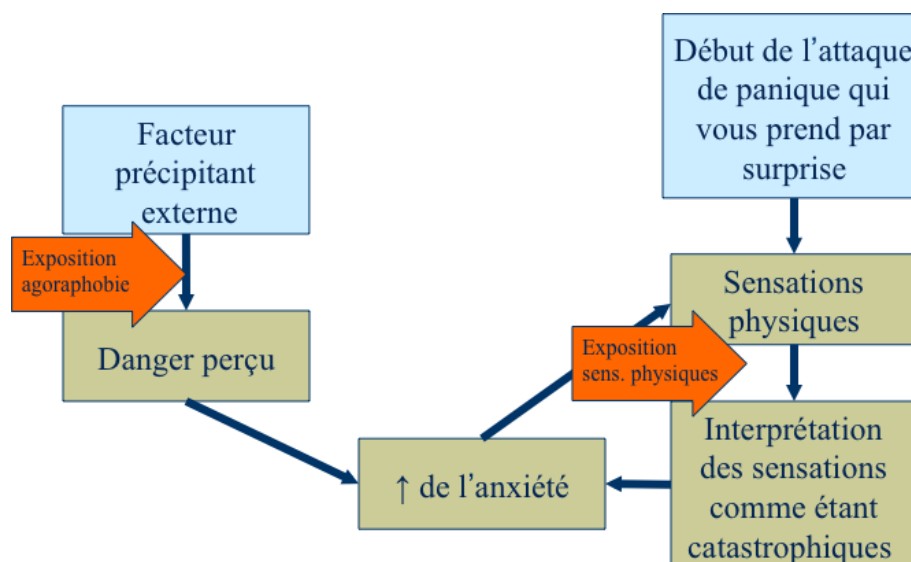 Début de l'attaque
de panique qui
vous prend par
surprise
Facteur
précipitant
externe
Exposition
agoraphobie
Danger perçu
Sensations
physiques
Exposition
sens. physiques
↑ de l'anxiété
Interprétation
des sensations
comme étant
catastrophiques